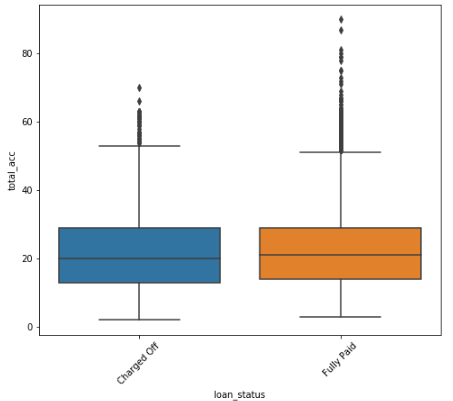 80
60
40
20
0
total_acc
Charged Off
Fully Paid
loan_status